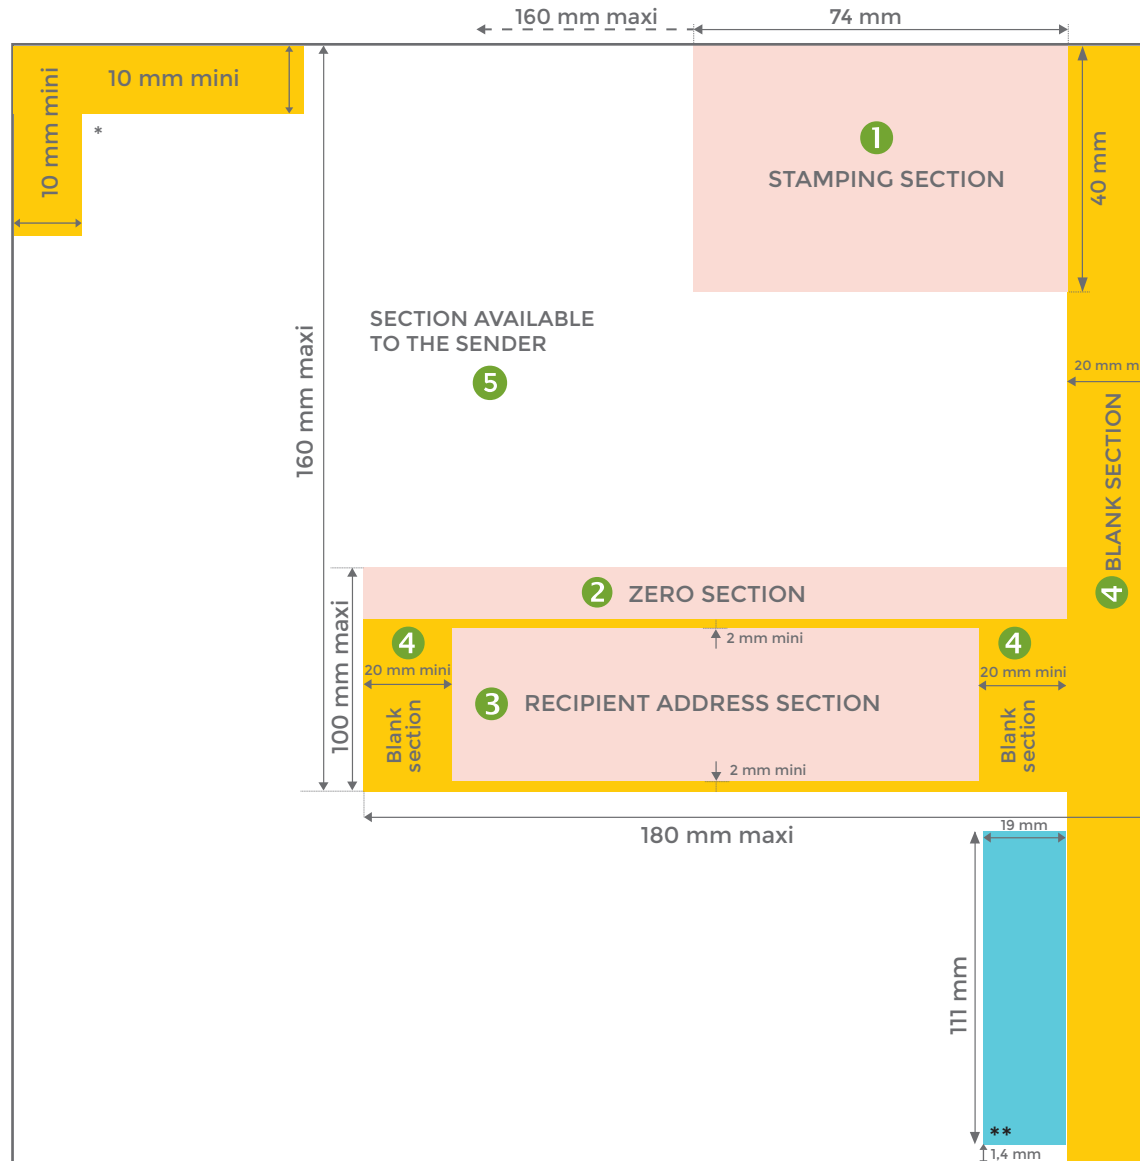 160 mm maxi
74 mm
10 mm mini
10 mm mini
*
1
STAMPING SECTION
40 mm
SECTION AVAILABLE
TO THE SENDER
5
160 mm maxi
20 mm m
4 BLANK SECTION
2 ZERO SECTION
100 mm maxi
4
20 mm mini
Blank
section
2 mm mini
3 RECIPIENT ADDRESS SECTION
2 mm mini
4
20 mm mini
Blank
section
180 mm maxi
19 mm
111 mm
**
1,4 mm